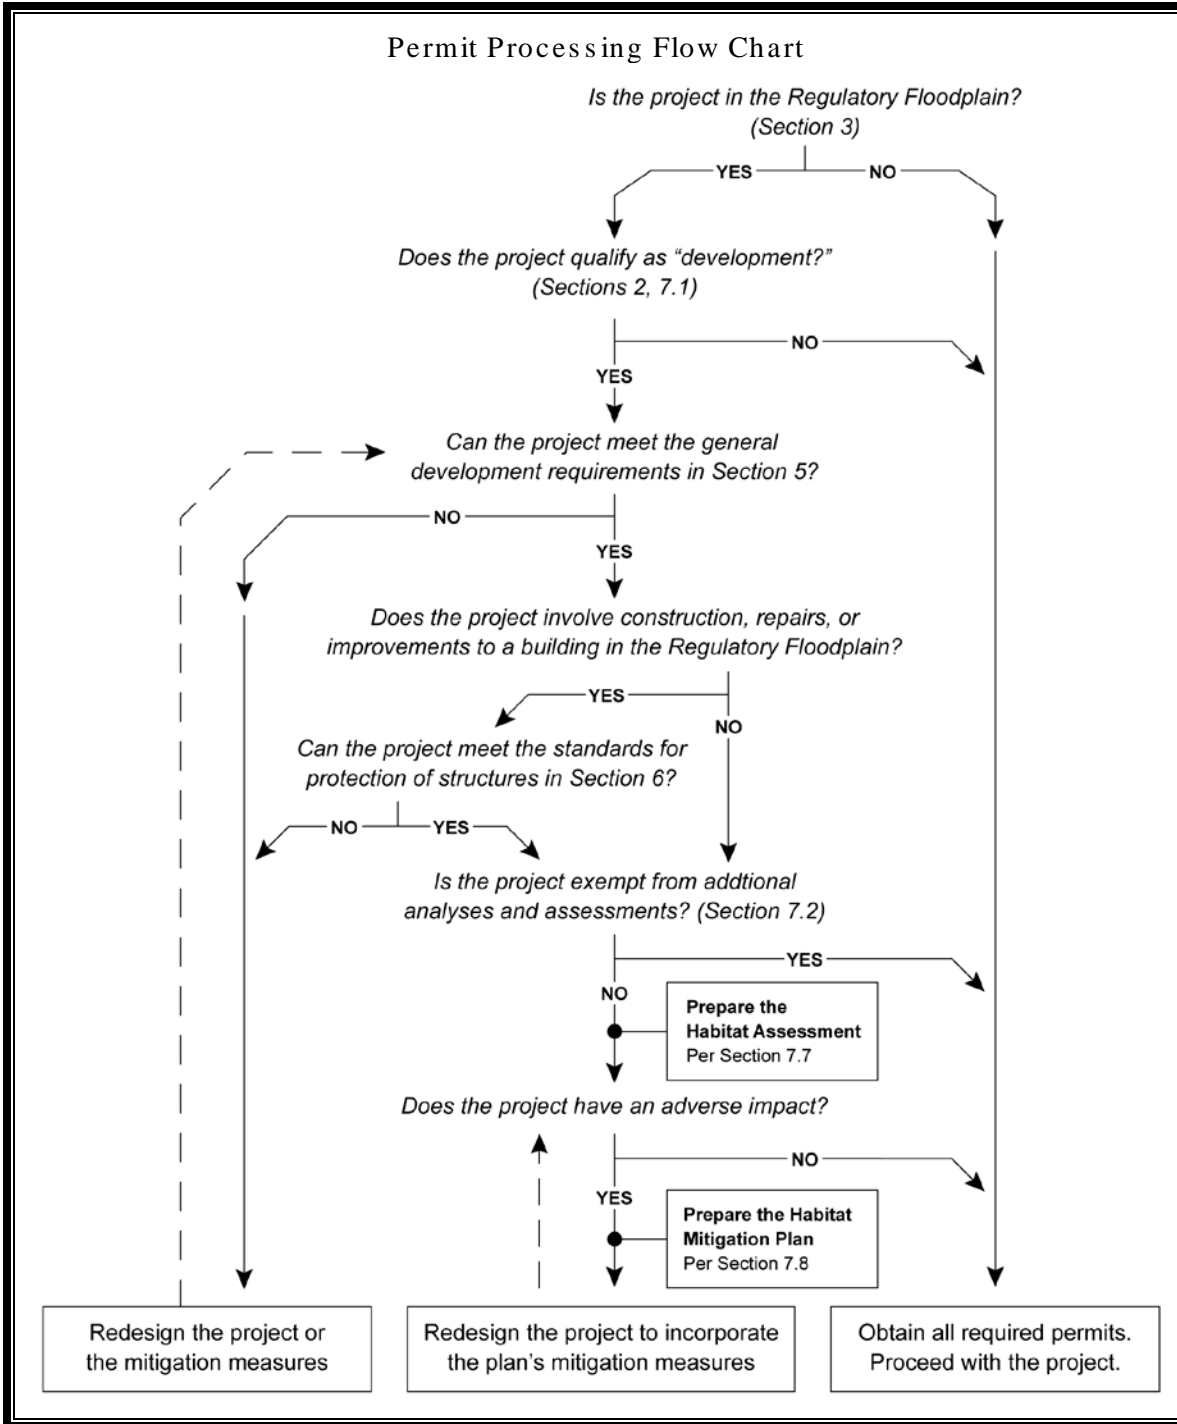 Permit Processing Flow Chart
Is the project in the Regulatory Floodplain?
(Section 3)
YES
NO
Does the project qualify as “development?”
(Sections 2, 7.1)
NO
YES
Can the project meet the general
development requirements in Section 5?
NO
YES
Does the project involve construction, repairs, or
improvements to a building in the Regulatory Floodplain?
YES
NO
Can the project meet the standards for
protection of structures in Section 6?
NO
YES
Is the project exempt from addtional
analyses and assessments? (Section 7.2)
YES
NO
Prepare the
Habitat Assessment
Per Section 7.7
Does the project have an adverse impact?
NO
YES
Prepare the Habitat
Mitigation Plan
Per Section 7.8
Redesign the project or
the mitigation measures
Redesign the project to incorporate
the plan’s mitigation measures
Obtain all required permits.
Proceed with the project.